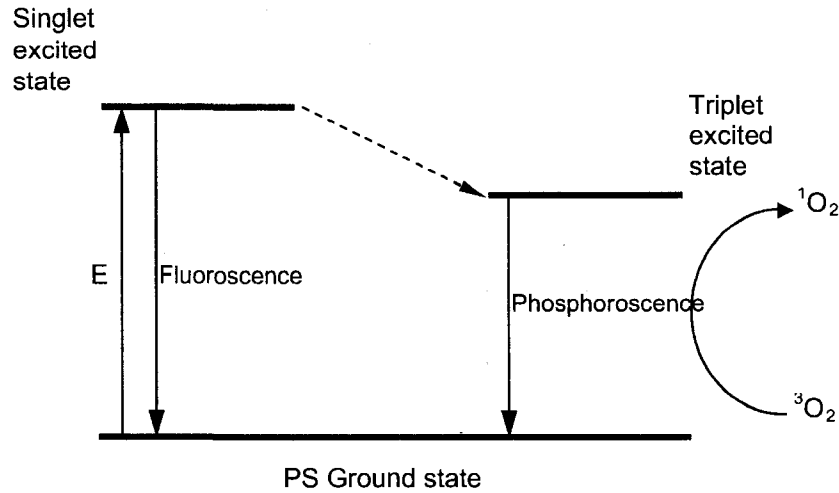 Singlet
excited
state
Triplet
excited
state
¹O₂
E
Fluoroscence
Phosphoroscence
³O₂
PS Ground state